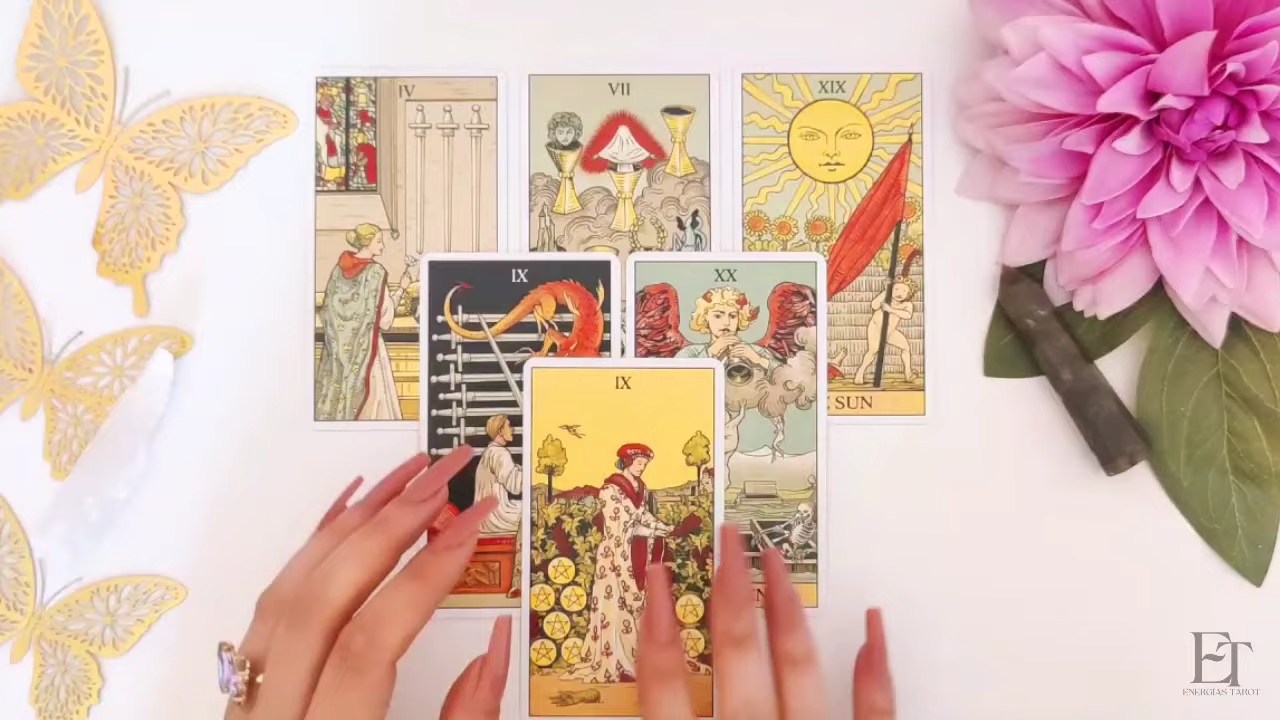 IV
VII
XIX
E SUN
IX
XX
IX
ET
ENERGIAS TAROT